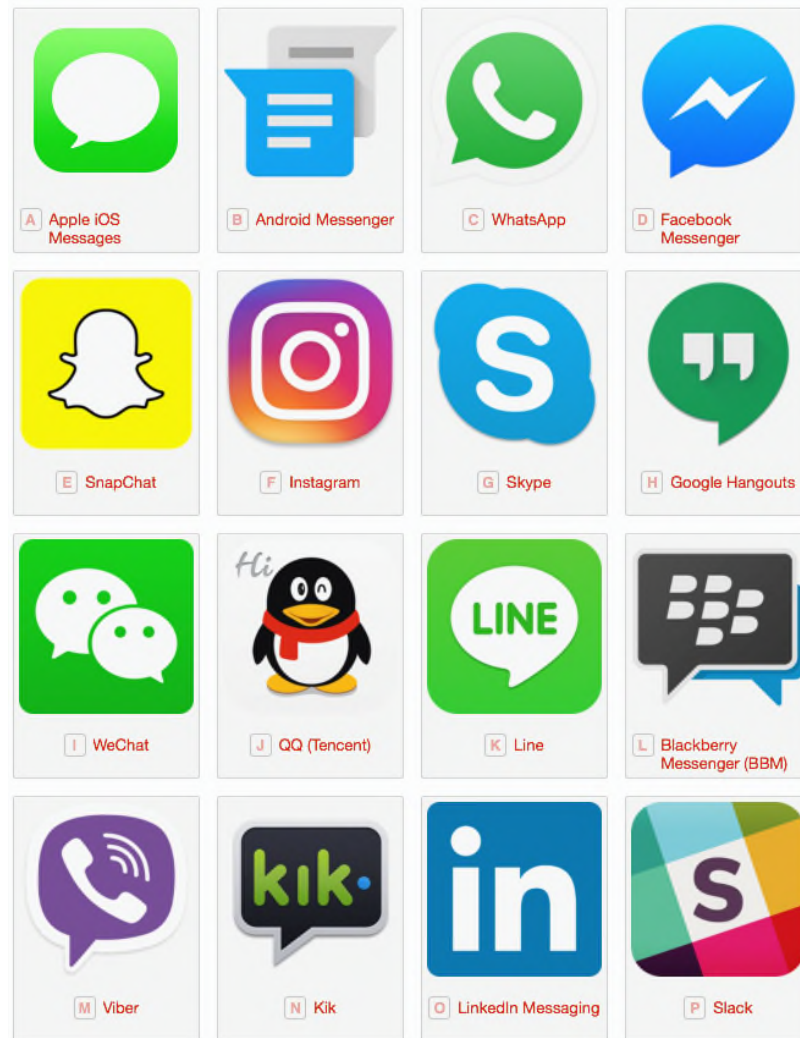 A Apple iOS
Messages
B Android Messenger
C WhatsApp
D Facebook
Messenger
S
E SnapChat
F Instagram
G Skype
H Google Hangouts
Hi
LINE
I WeChat
J QQ (Tencent)
K Line
L Blackberry
Messenger (BBM)
kik
in
S
M Viber
N Kik
O LinkedIn Messaging
P Slack